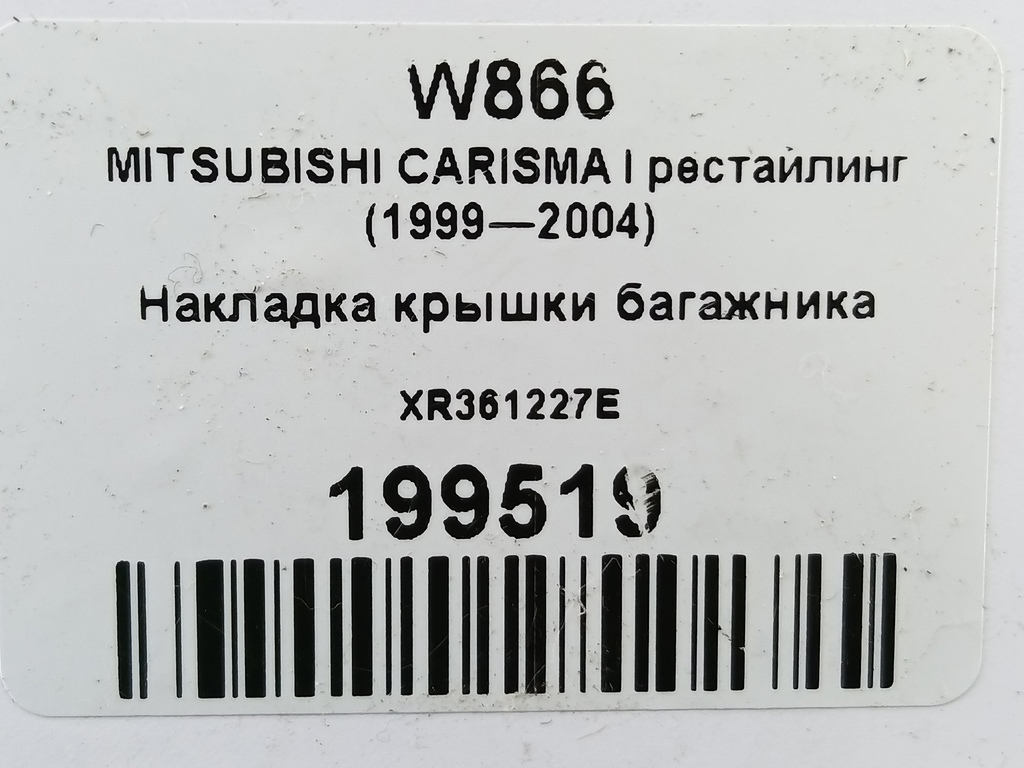 W866
MITSUBISHI CARISMA I рестайлинг
(1999—2004)
Накладка крышки багажника
XR361227E
199519